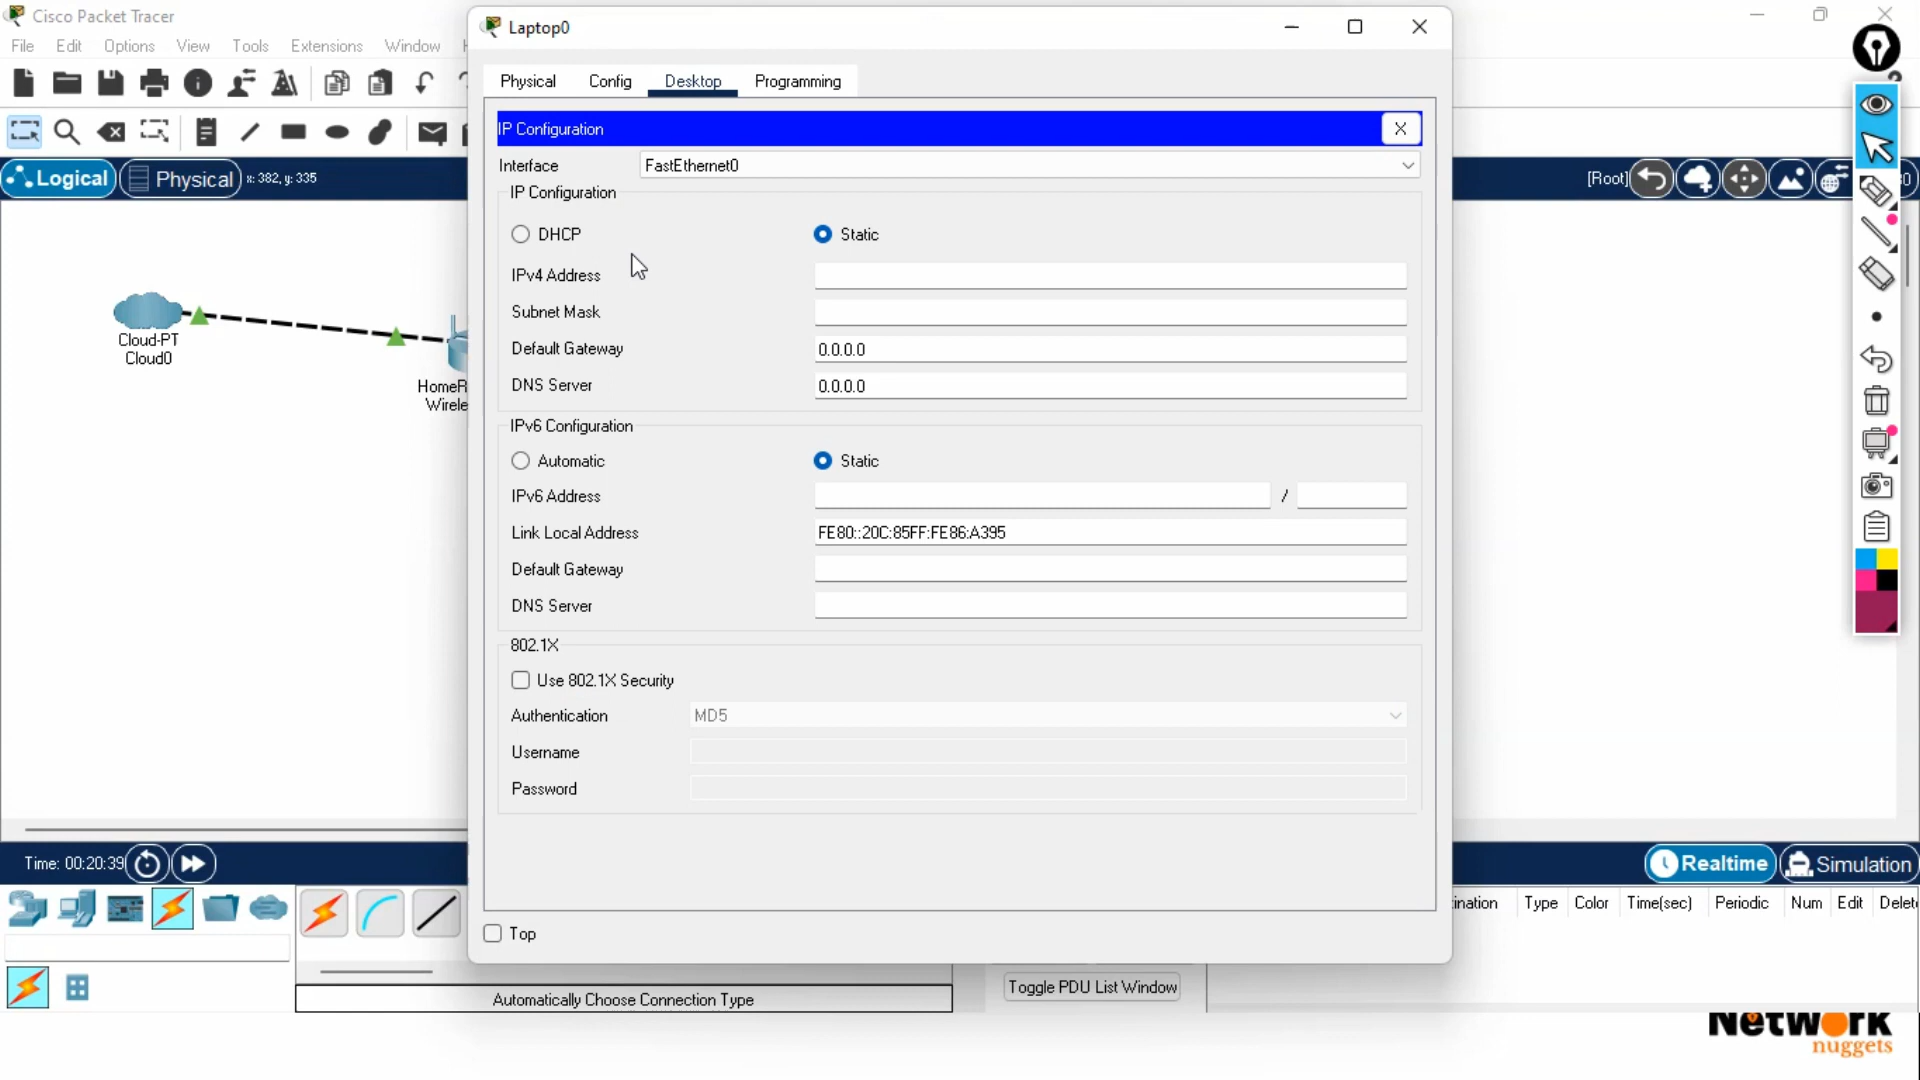 Cisco Packet Tracer
File Edit Options View Tools Extensions Window
Logical Physical x: 382, y: 335
[Root]
Cloud-PT
Cloud0
HomeR
Wirele
Laptop0
Physical Config Desktop Programming
IP Configuration X
Interface FastEthernet0
IP Configuration
DHCP Static
IPv4 Address
Subnet Mask
Default Gateway 0.0.0.0
DNS Server 0.0.0.0
IPv6 Configuration
Automatic Static
IPv6 Address /
Link Local Address FE80::20C:85FF:FE86:A395
Default Gateway
DNS Server
802.1X
Use 802.1X Security
Authentication MD5
Username
Password
Top
Time: 00:20:39
Realtime Simulation
ination Type Color Time(sec) Periodic Num Edit Delet
Toggle PDU List Window
Automatically Choose Connection Type
Network
nuggets